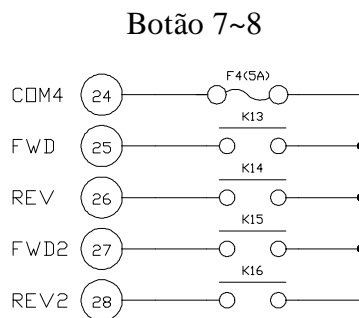 Botão 7~8
F4(5A)
COM4 24
K13
FWD 25
K14
REV 26
K15
FWD2 27
K16
REV2 28